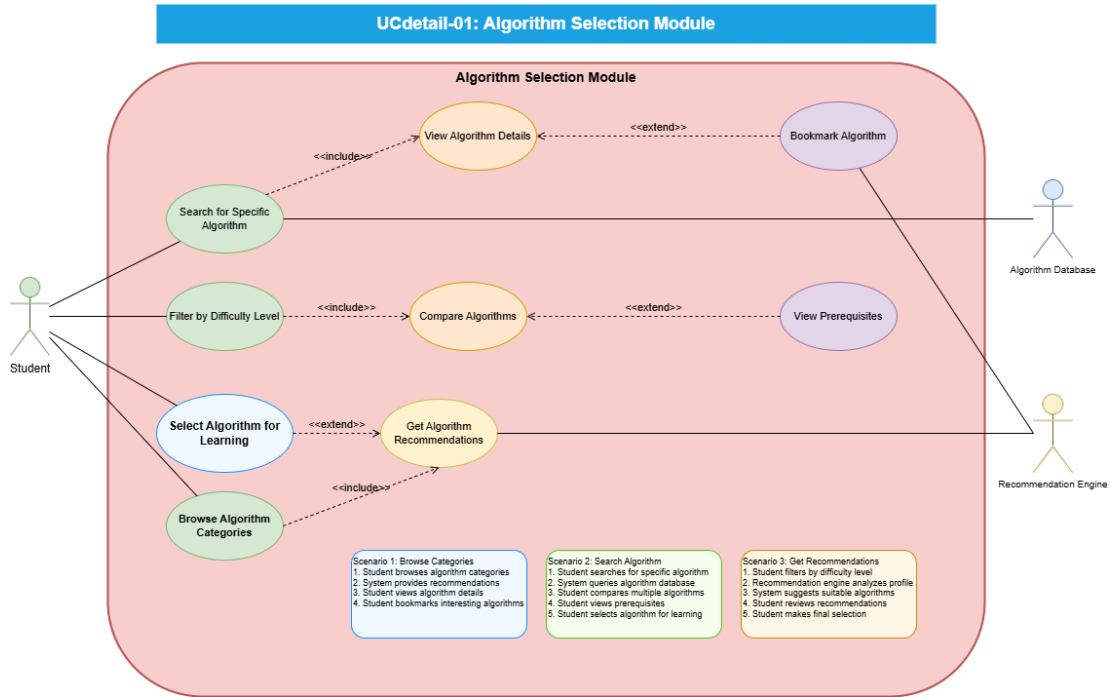 UCdetail-01: Algorithm Selection Module
Algorithm Selection Module
View Algorithm Details
<<extend>>
Bookmark Algorithm
<<include>>
Search for Specific
Algorithm
Algorithm Database
Student
Filter by Difficulty Level
<<include>>
Compare Algorithms
<<extend>>
View Prerequisites
Select Algorithm for
Learning
<<extend>>
Get Algorithm
Recommendations
Recommendation Engine
<<include>>
Browse Algorithm
Categories
Scenario 1: Browse Categories
1. Student browses algorithm categories
2. System provides recommendations
3. Student views algorithm details
4. Student bookmarks interesting algorithms
Scenario 2: Search Algorithm
1. Student searches for specific algorithm
2. System queries algorithm database
3. Student compares multiple algorithms
4. Student views prerequisites
5. Student selects algorithm for learning
Scenario 3: Get Recommendations
1. Student filters by difficulty level
2. Recommendation engine analyzes profile
3. System suggests suitable algorithms
4. Student reviews recommendations
5. Student makes final selection